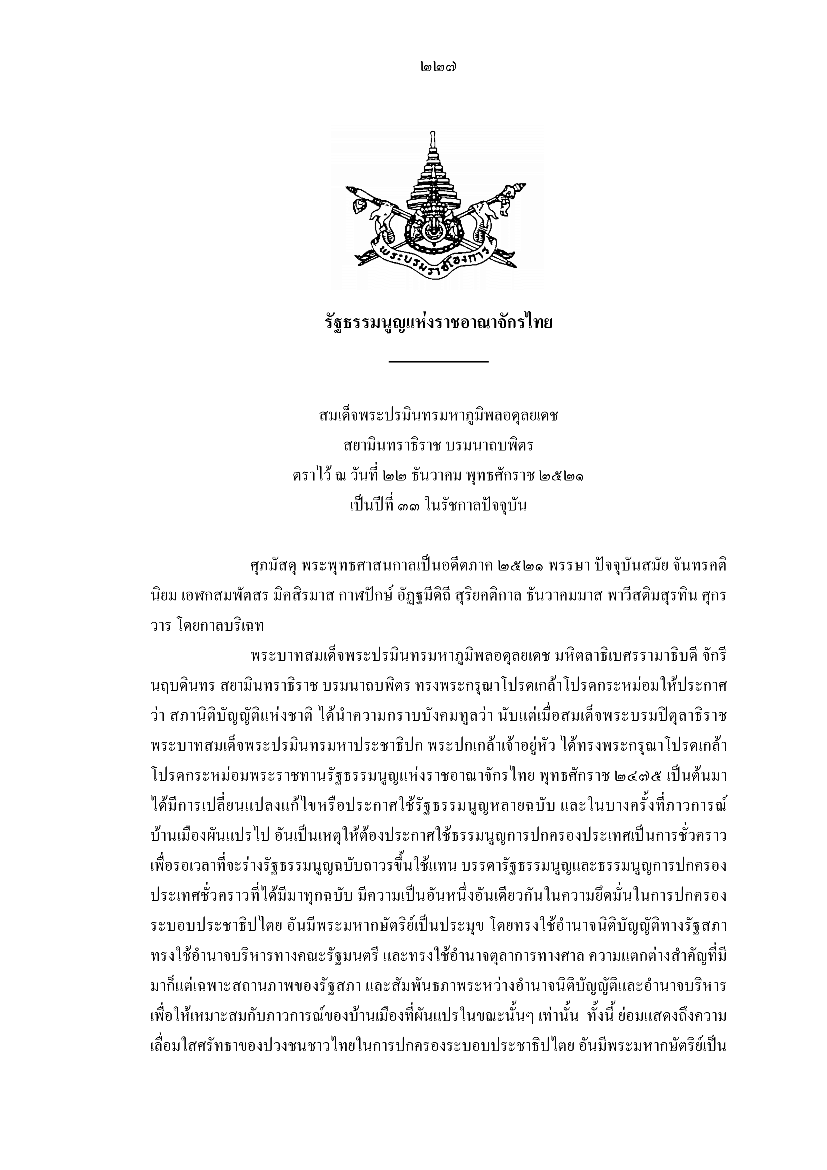 ๒๒๗
พระบรมราชโองการ
รัฐธรรมนูญแห่งราชอาณาจักรไทย
สมเด็จพระปรมินทรมหาภูมิพลอดุลยเดช
สยามินทราธิราช บรมนาถบพิตร
ตราไว้ ณ วันที่ ๒๒ ธันวาคม พุทธศักราช ๒๕๒๑
เป็นปีที่ ๓๓ ในรัชกาลปัจจุบัน
ศุภมัสดุ พระพุทธศาสนกาลเป็นอดีตภาค ๒๕๒๑ พรรษา ปัจจุบันสมัย จันทรคติ
นิยม เอฬกสมพัตสร มิคสิรมาส กาฬปักษ์ อัฏฐมีดิถี สุริยคติกาล ธันวาคมมาส พาวีสติมสุรทิน ศุกร
วาร โดยกาลบริเฉท
พระบาทสมเด็จพระปรมินทรมหาภูมิพลอดุลยเดช มหิตลาธิเบศรรามาธิบดี จักรี
นฤบดินทร สยามินทราธิราช บรมนาถบพิตร ทรงพระกรุณาโปรดเกล้าโปรดกระหม่อมให้ประกาศ
ว่า สภานิติบัญญัติแห่งชาติ ได้นำความกราบบังคมทูลว่า นับแต่เมื่อสมเด็จพระบรมปิตุลาธิราช
พระบาทสมเด็จพระปรมินทรมหาประชาธิปก พระปกเกล้าเจ้าอยู่หัว ได้ทรงพระกรุณาโปรดเกล้า
โปรดกระหม่อมพระราชทานรัฐธรรมนูญแห่งราชอาณาจักรไทย พุทธศักราช ๒๔๗๕ เป็นต้นมา
ได้มีการเปลี่ยนแปลงแก้ไขหรือประกาศใช้รัฐธรรมนูญหลายฉบับ และในบางครั้งที่ภาวการณ์
บ้านเมืองผันแปรไป อันเป็นเหตุให้ต้องประกาศใช้ธรรมนูญการปกครองประเทศเป็นการชั่วคราว
เพื่อรอเวลาที่จะร่างรัฐธรรมนูญฉบับถาวรขึ้นใช้แทน บรรดารัฐธรรมนูญและธรรมนูญการปกครอง
ประเทศชั่วคราวที่ได้มีมาทุกฉบับ มีความเป็นอันหนึ่งอันเดียวกันในความยึดมั่นในการปกครอง
ระบอบประชาธิปไตย อันมีพระมหากษัตริย์เป็นประมุข โดยทรงใช้อำนาจนิติบัญญัติทางรัฐสภา
ทรงใช้อำนาจบริหารทางคณะรัฐมนตรี และทรงใช้อำนาจตุลาการทางศาล ความแตกต่างสำคัญที่มี
มาก็แต่เฉพาะสถานภาพของรัฐสภา และสัมพันธภาพระหว่างอำนาจนิติบัญญัติและอำนาจบริหาร
เพื่อให้เหมาะสมกับภาวการณ์ของบ้านเมืองที่ผันแปรในขณะนั้นๆ เท่านั้น ทั้งนี้ ย่อมแสดงถึงความ
เลื่อมใสศรัทธาของปวงชนชาวไทยในการปกครองระบอบประชาธิปไตย อันมีพระมหากษัตริย์เป็น